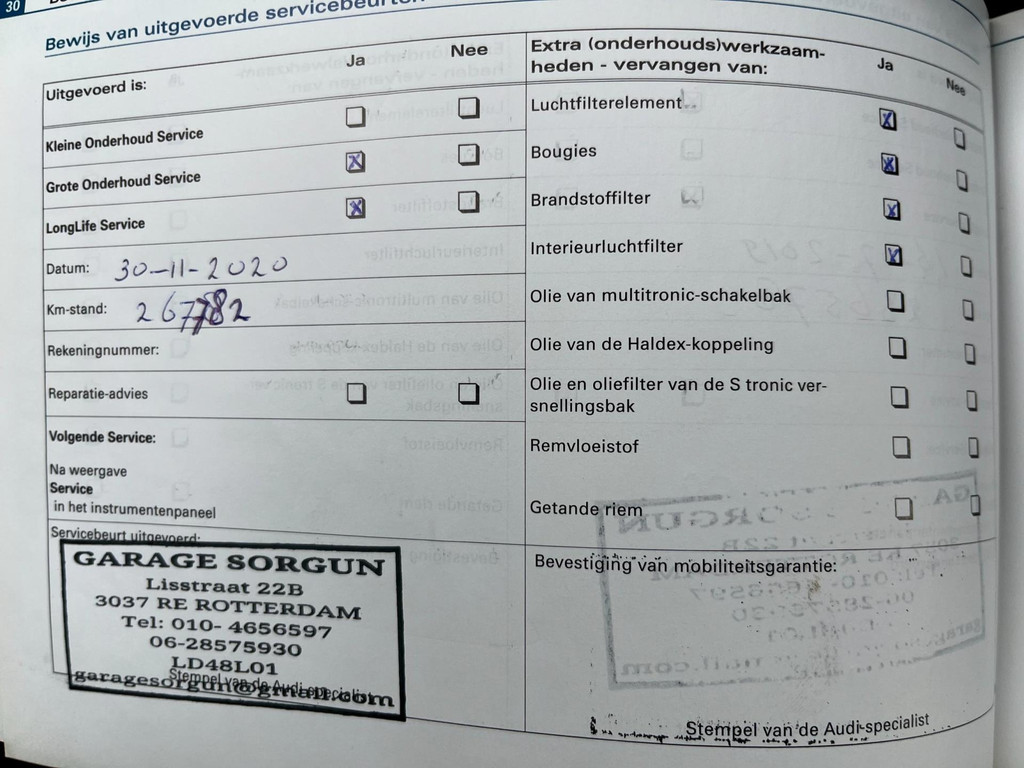 30
Bewijs van uitgevoerde servicebeurten
Uitgevoerd is:
Ja
Nee
Kleine Onderhoud Service
Grote Onderhoud Service
LongLife Service
Datum: 30-11-2020
Km-stand: 267782
Rekeningnummer:
Reparatie-advies
Volgende Service:
Na weergave
Service
in het instrumentenpaneel
Servicebeurt uitgevoerd:
GARAGE SORGUN
Lisstraat 22B
3037 RE ROTTERDAM
Tel: 010- 4656597
06-28575930
LD48L01
Stempel van de Audi-specialist
garagesorgun@gmail.com
Extra (onderhouds)werkzaam-
heden - vervangen van:
Ja
Nee
Luchtfilterelement
Bougies
Brandstoffilter
Interieurluchtfilter
Olie van multitronic-schakelbak
Olie van de Haldex-koppeling
Olie en oliefilter van de S tronic ver-
snellingsbak
Remvloeistof
Getande riem
Bevestiging van mobiliteitsgarantie:
Stempel van de Audi-specialist